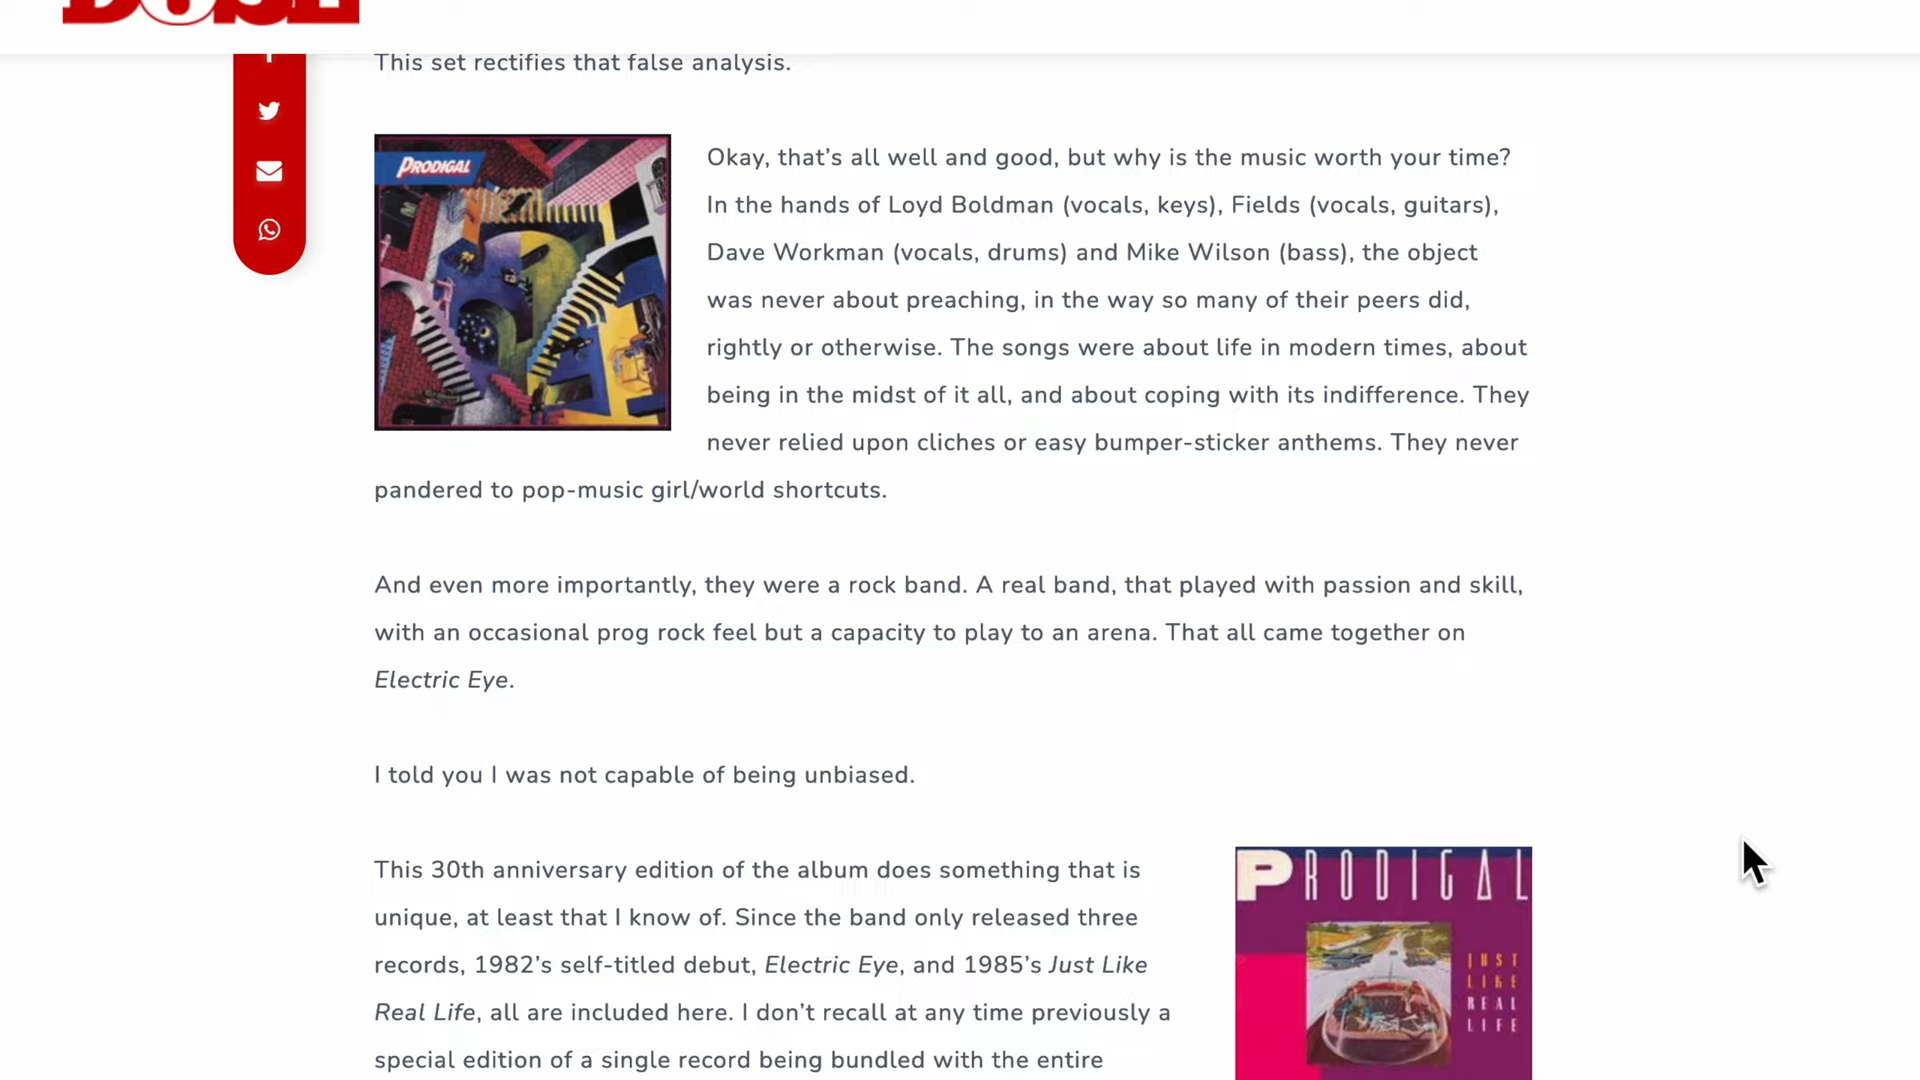 This set rectifies that false analysis.
PRODIGAL
Okay, that’s all well and good, but why is the music worth your time?
In the hands of Loyd Boldman (vocals, keys), Fields (vocals, guitars),
Dave Workman (vocals, drums) and Mike Wilson (bass), the object
was never about preaching, in the way so many of their peers did,
rightly or otherwise. The songs were about life in modern times, about
being in the midst of it all, and about coping with its indifference. They
never relied upon cliches or easy bumper-sticker anthems. They never
pandered to pop-music girl/world shortcuts.
And even more importantly, they were a rock band. A real band, that played with passion and skill,
with an occasional prog rock feel but a capacity to play to an arena. That all came together on
Electric Eye.
I told you I was not capable of being unbiased.
This 30th anniversary edition of the album does something that is
unique, at least that I know of. Since the band only released three
records, 1982’s self-titled debut, Electric Eye, and 1985’s Just Like
Real Life, all are included here. I don’t recall at any time previously a
special edition of a single record being bundled with the entire
PRODIGAL
JUST
LIKE
REAL
LIFE